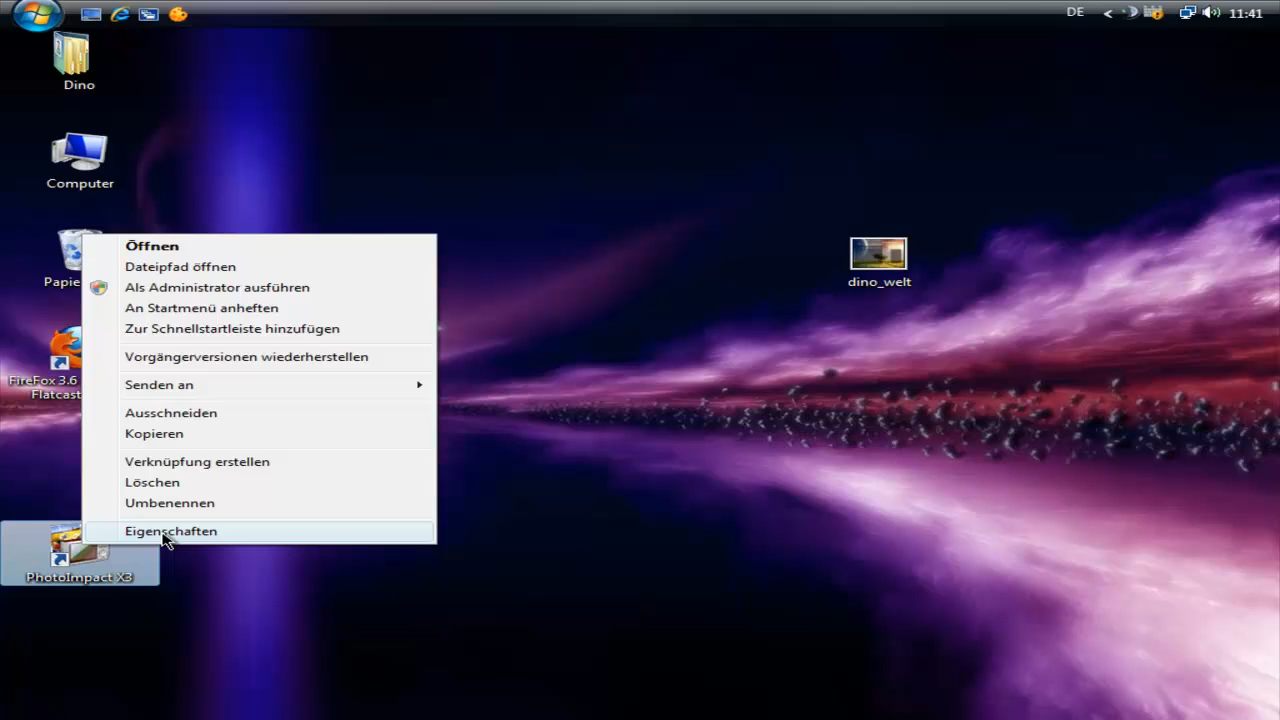 DE
11:41
Dino
Computer
Papie
FireFox 3.6
Flatcast
PhotoImpact X3
dino_welt
Öffnen
Dateipfad öffnen
Als Administrator ausführen
An Startmenü anheften
Zur Schnellstartleiste hinzufügen
Vorgängerversionen wiederherstellen
Senden an
Ausschneiden
Kopieren
Verknüpfung erstellen
Löschen
Umbenennen
Eigenschaften